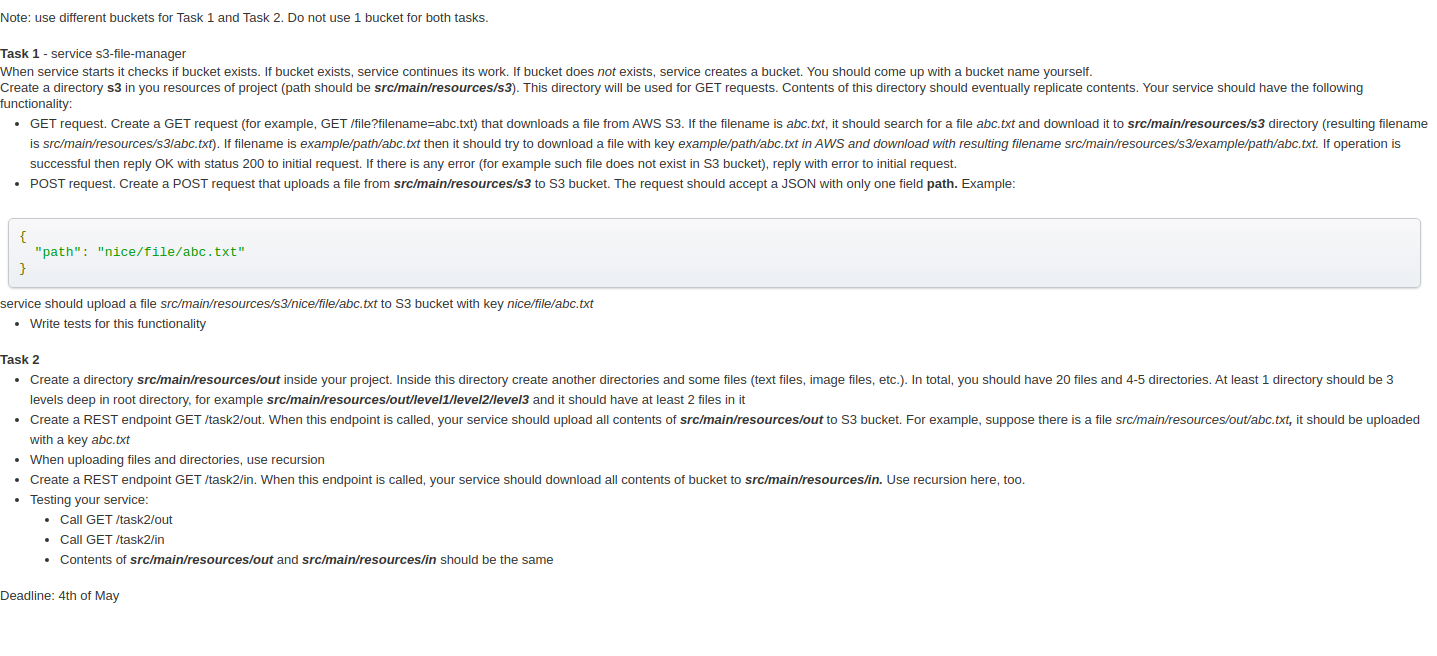 Note: use different buckets for Task 1 and Task 2. Do not use 1 bucket for both tasks.
Task 1 - service s3-file-manager
When service starts it checks if bucket exists. If bucket exists, service continues its work. If bucket does not exists, service creates a bucket. You should come up with a bucket name yourself.
Create a directory s3 in you resources of project (path should be src/main/resources/s3). This directory will be used for GET requests. Contents of this directory should eventually replicate contents. Your service should have the following
functionality:
• GET request. Create a GET request (for example, GET /file?filename=abc.txt) that downloads a file from AWS S3. If the filename is abc.txt, it should search for a file abc.txt and download it to src/main/resources/s3 directory (resulting filename
is src/main/resources/s3/abc.txt). If filename is example/path/abc.txt then it should try to download a file with key example/path/abc.txt in AWS and download with resulting filename src/main/resources/s3/example/path/abc.txt. If operation is
successful then reply OK with status 200 to initial request. If there is any error (for example such file does not exist in S3 bucket), reply with error to initial request.
• POST request. Create a POST request that uploads a file from src/main/resources/s3 to S3 bucket. The request should accept a JSON with only one field path. Example:
{
"path": "nice/file/abc.txt"
}
service should upload a file src/main/resources/s3/nice/file/abc.txt to S3 bucket with key nice/file/abc.txt
• Write tests for this functionality
Task 2
• Create a directory src/main/resources/out inside your project. Inside this directory create another directories and some files (text files, image files, etc.). In total, you should have 20 files and 4-5 directories. At least 1 directory should be 3
levels deep in root directory, for example src/main/resources/out/level1/level2/level3 and it should have at least 2 files in it
• Create a REST endpoint GET /task2/out. When this endpoint is called, your service should upload all contents of src/main/resources/out to S3 bucket. For example, suppose there is a file src/main/resources/out/abc.txt, it should be uploaded
with a key abc.txt
• When uploading files and directories, use recursion
• Create a REST endpoint GET /task2/in. When this endpoint is called, your service should download all contents of bucket to src/main/resources/in. Use recursion here, too.
• Testing your service:
• Call GET /task2/out
• Call GET /task2/in
• Contents of src/main/resources/out and src/main/resources/in should be the same
Deadline: 4th of May